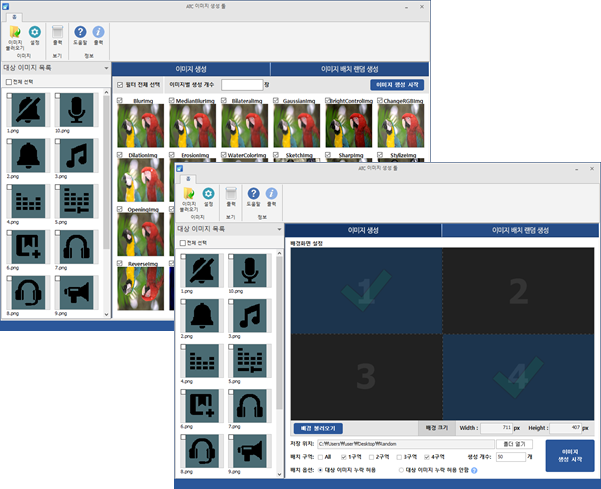 ARC 이미지 생성 툴
홈
이미지 불러오기
설정
출력
도움말
출력
이미지
보기
정보
대상 이미지 목록
전체 선택
1.png
10.png
2.png
3.png
4.png
5.png
6.png
7.png
8.png
9.png
이미지 생성
이미지 배치 랜덤 생성
필터 전체 선택
이미지별 생성 개수
장
이미지 생성 시작
BlurImg
MedianBlurImg
BilateralImg
GaussianImg
BrightControlImg
ChangeRGBImg
DilationImg
ErosionImg
WaterColorImg
SketchImg
SharpImg
StylizeImg
OpeningImg
ReverseImg
ARC 이미지 생성 툴
홈
이미지 불러오기
설정
출력
도움말
출력
이미지
보기
정보
대상 이미지 목록
전체 선택
1.png
10.png
2.png
3.png
4.png
5.png
6.png
7.png
8.png
9.png
이미지 생성
이미지 배치 랜덤 생성
배경화면 설정
1
2
3
4
배경 불러오기
배경 크기
Width : 711 px
Height : 407 px
저장 위치: C:₩Users₩user₩Desktop₩Random
폴더 열기
배치 구역: All 1구역 2구역 3구역 4구역
생성 개수: 50 개
배치 옵션: 대상 이미지 누락 허용 대상 이미지 누락 허용 안함
이미지
생성 시작